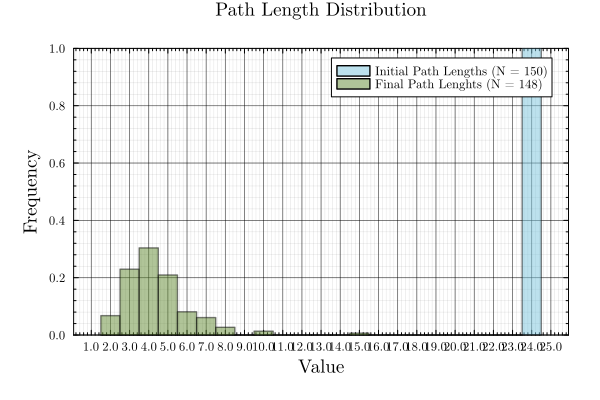 Path Length Distribution
Initial Path Lengths (N = 150)
Final Path Lenghts (N = 148)
Frequency
1.0
0.8
0.6
0.4
0.2
0.0
1.0 2.0 3.0 4.0 5.0 6.0 7.0 8.0 9.0 10.0 11.0 12.0 13.0 14.0 15.0 16.0 17.0 18.0 19.0 20.0 21.0 22.0 23.0 24.0 25.0
Value